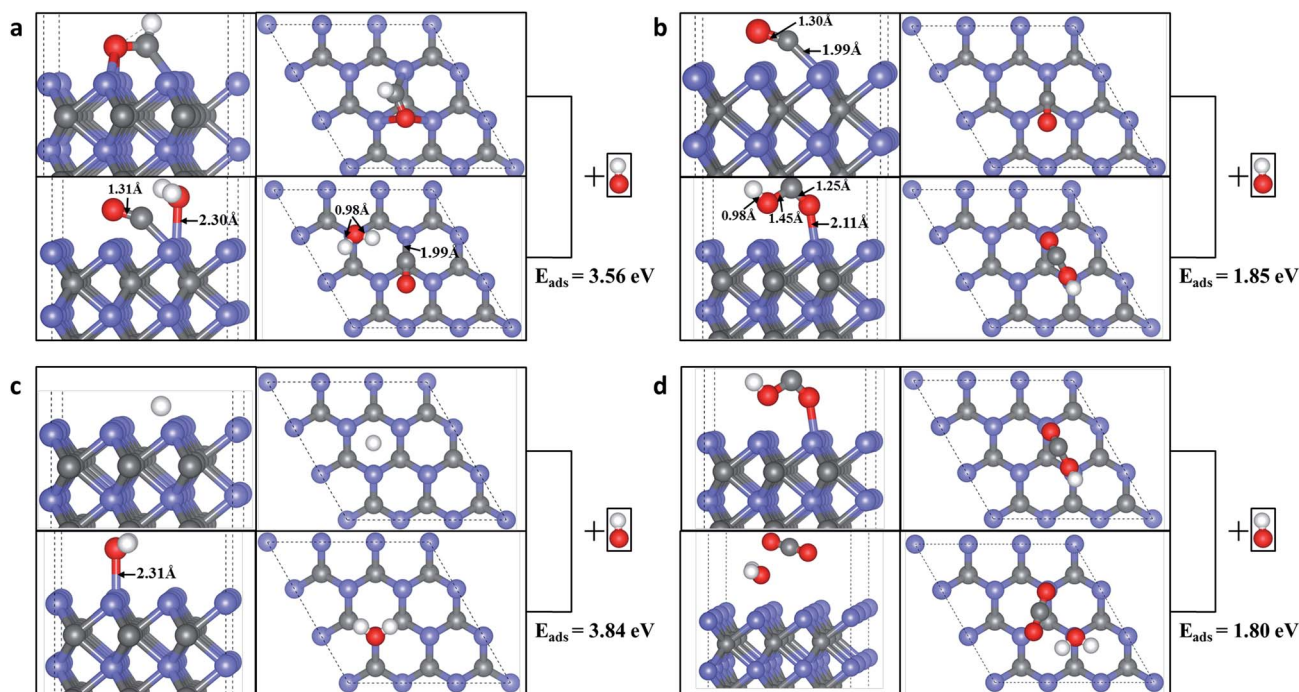 a
1.31Å
2.30Å
0.98Å
1.99Å
+
E_ads = 3.56 eV
b
1.30Å
1.99Å
0.98Å
1.45Å
1.25Å
2.11Å
+
E_ads = 1.85 eV
c
2.31Å
+
E_ads = 3.84 eV
d
+
E_ads = 1.80 eV